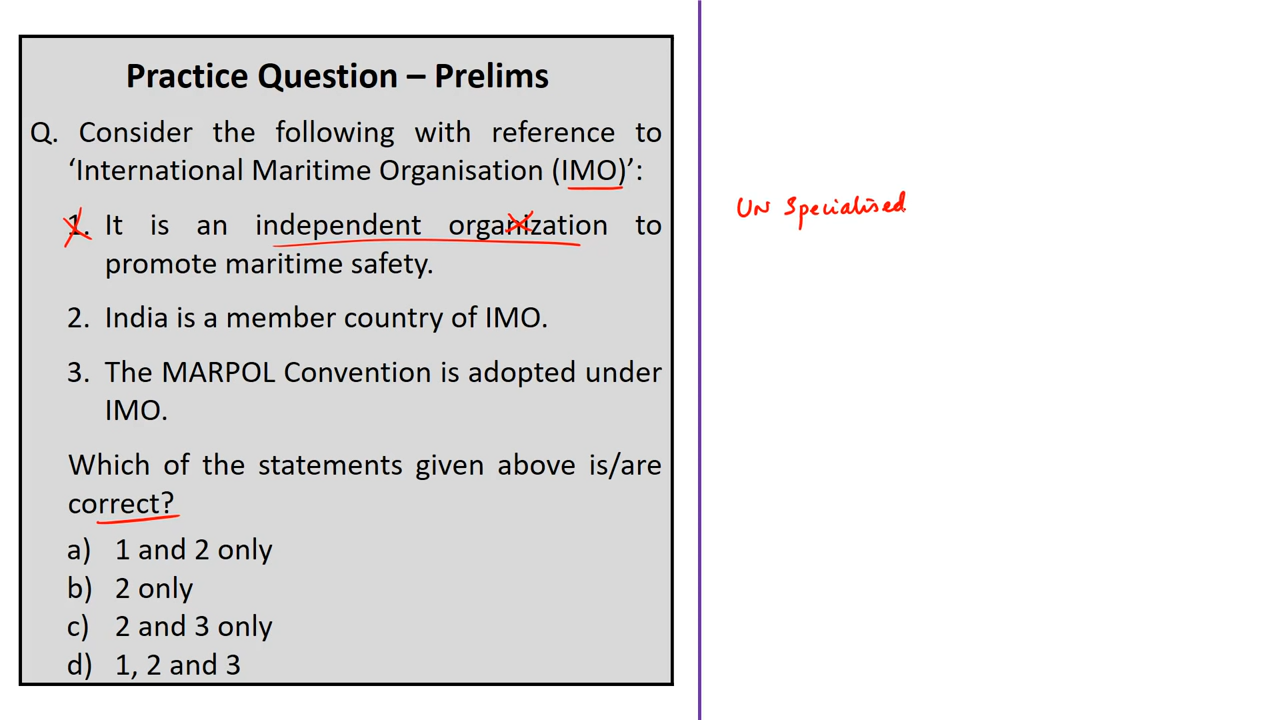 Practice Question – Prelims
Q. Consider the following with reference to
‘International Maritime Organisation (IMO)’:
1. It is an independent organization to
promote maritime safety.
2. India is a member country of IMO.
3. The MARPOL Convention is adopted under
IMO.
Which of the statements given above is/are
correct?
a) 1 and 2 only
b) 2 only
c) 2 and 3 only
d) 1, 2 and 3
UN Specialised